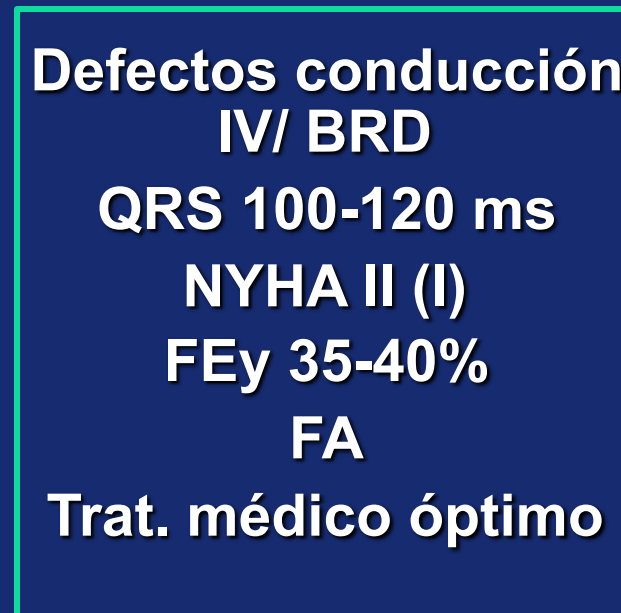 Defectos conducción
IV/ BRD
QRS 100-120 ms
NYHA II (I)
FEy 35-40%
FA
Trat. médico óptimo